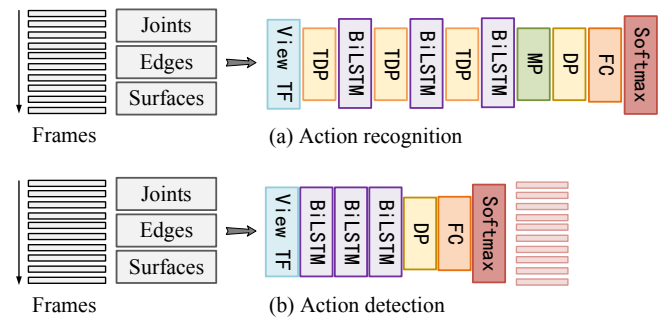 Joints
Edges
Surfaces
Frames
View TF
TDP
BiLSTM
TDP
BiLSTM
TDP
BiLSTM
MP
DP
FC
Softmax
(a) Action recognition
Joints
Edges
Surfaces
Frames
View TF
BiLSTM
BiLSTM
BiLSTM
DP
FC
Softmax
(b) Action detection